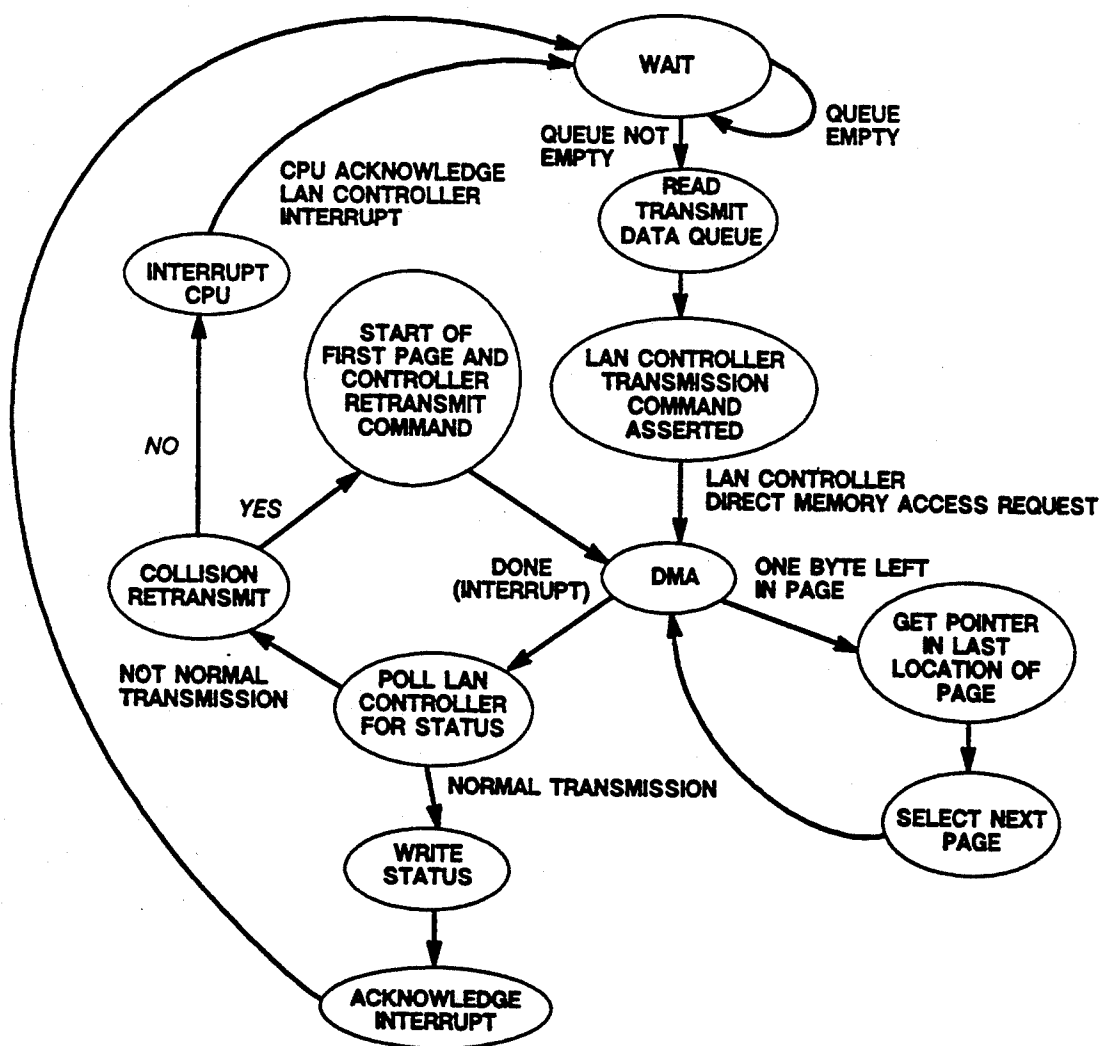 WAIT
QUEUE
EMPTY
QUEUE NOT
EMPTY
READ
TRANSMIT
DATA QUEUE
CPU ACKNOWLEDGE
LAN CONTROLLER
INTERRUPT
INTERRUPT
CPU
START OF
FIRST PAGE AND
CONTROLLER
RETRANSMIT
COMMAND
LAN CONTROLLER
TRANSMISSION
COMMAND
ASSERTED
NO
YES
LAN CONTROLLER
DIRECT MEMORY ACCESS REQUEST
COLLISION
RETRANSMIT
DONE
(INTERRUPT)
DMA
ONE BYTE LEFT
IN PAGE
GET POINTER
IN LAST
LOCATION OF
PAGE
NOT NORMAL
TRANSMISSION
POLL LAN
CONTROLLER
FOR STATUS
NORMAL TRANSMISSION
SELECT NEXT
PAGE
WRITE
STATUS
ACKNOWLEDGE
INTERRUPT